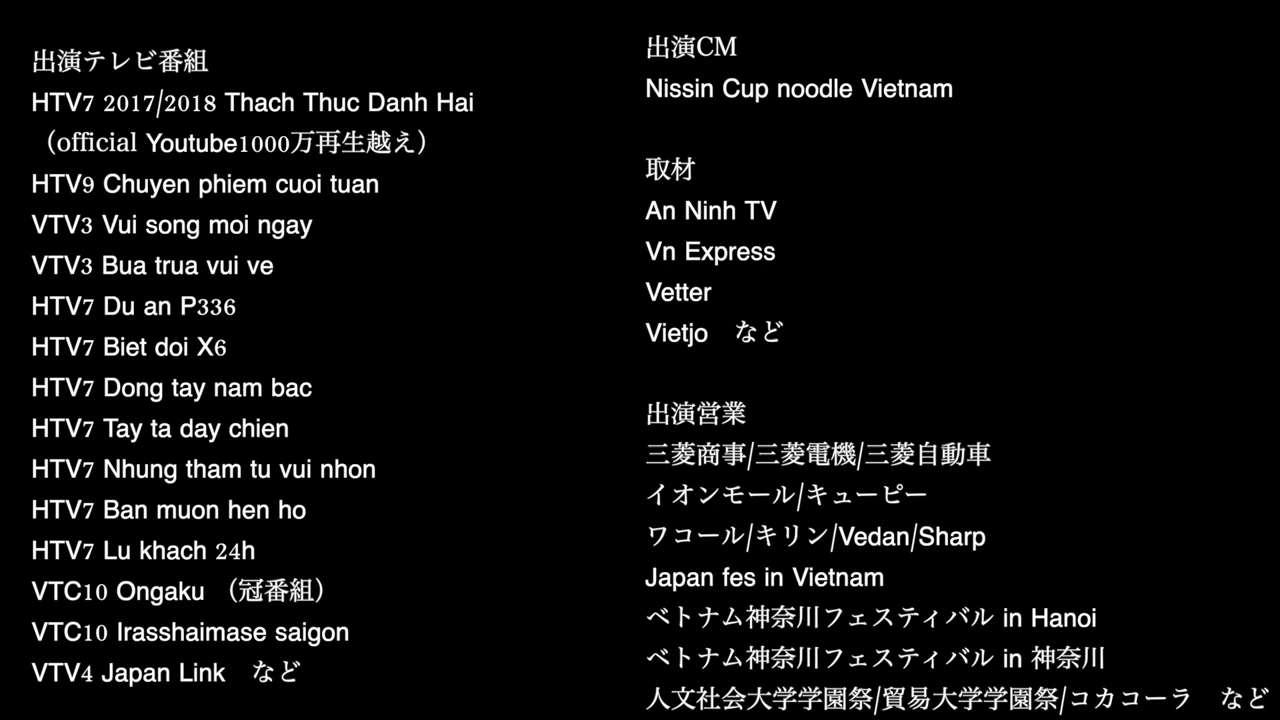 出演テレビ番組
HTV7 2017/2018 Thach Thuc Danh Hai
（official Youtube1000万再生越え）
HTV9 Chuyen phiem cuoi tuan
VTV3 Vui song moi ngay
VTV3 Bua trua vui ve
HTV7 Du an P336
HTV7 Biet doi X6
HTV7 Dong tay nam bac
HTV7 Tay ta day chien
HTV7 Nhung tham tu vui nhon
HTV7 Ban muon hen ho
HTV7 Lu khach 24h
VTC10 Ongaku （冠番組）
VTC10 Irasshaimase saigon
VTV4 Japan Link　など
出演CM
Nissin Cup noodle Vietnam
取材
An Ninh TV
Vn Express
Vetter
Vietjo　など
出演営業
三菱商事/三菱電機/三菱自動車
イオンモール/キューピー
ワコール/キリン/Vedan/Sharp
Japan fes in Vietnam
ベトナム神奈川フェスティバル in Hanoi
ベトナム神奈川フェスティバル in 神奈川
人文社会大学学園祭/貿易大学学園祭/コカコーラ　など